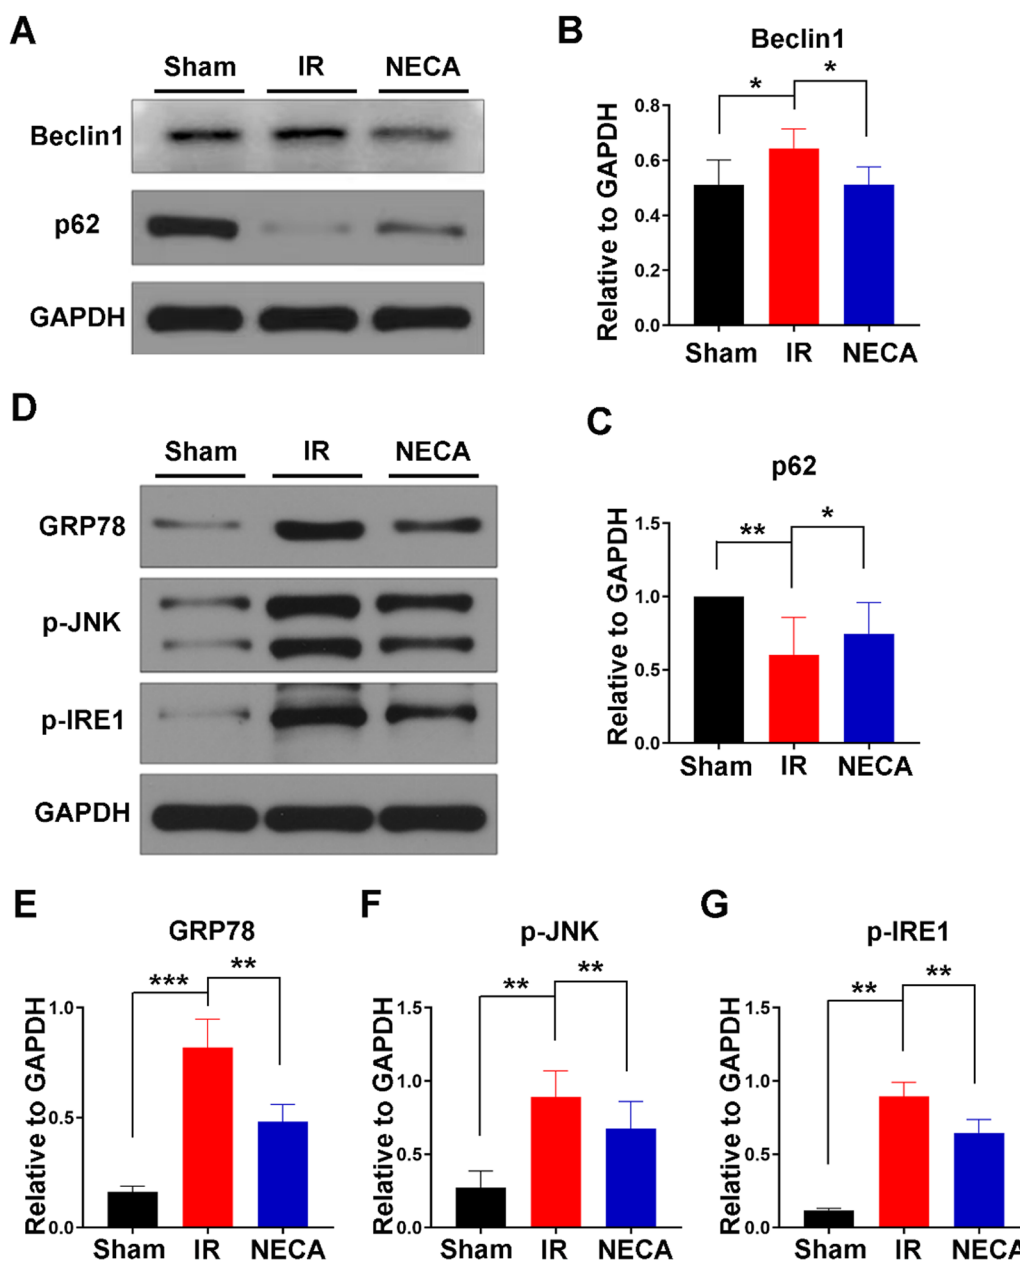 A
Sham IR NECA
Beclin1
p62
GAPDH
B
Beclin1
* *
Relative to GAPDH
0.8
0.6
0.4
0.2
0.0
Sham IR NECA
D
Sham IR NECA
GRP78
p-JNK
p-IRE1
GAPDH
C
p62
** *
Relative to GAPDH
1.5
1.0
0.5
0.0
Sham IR NECA
E
GRP78
*** **
Relative to GAPDH
1.0
0.5
0.0
Sham IR NECA
F
p-JNK
** **
Relative to GAPDH
1.5
1.0
0.5
0.0
Sham IR NECA
G
p-IRE1
** **
Relative to GAPDH
1.5
1.0
0.5
0.0
Sham IR NECA